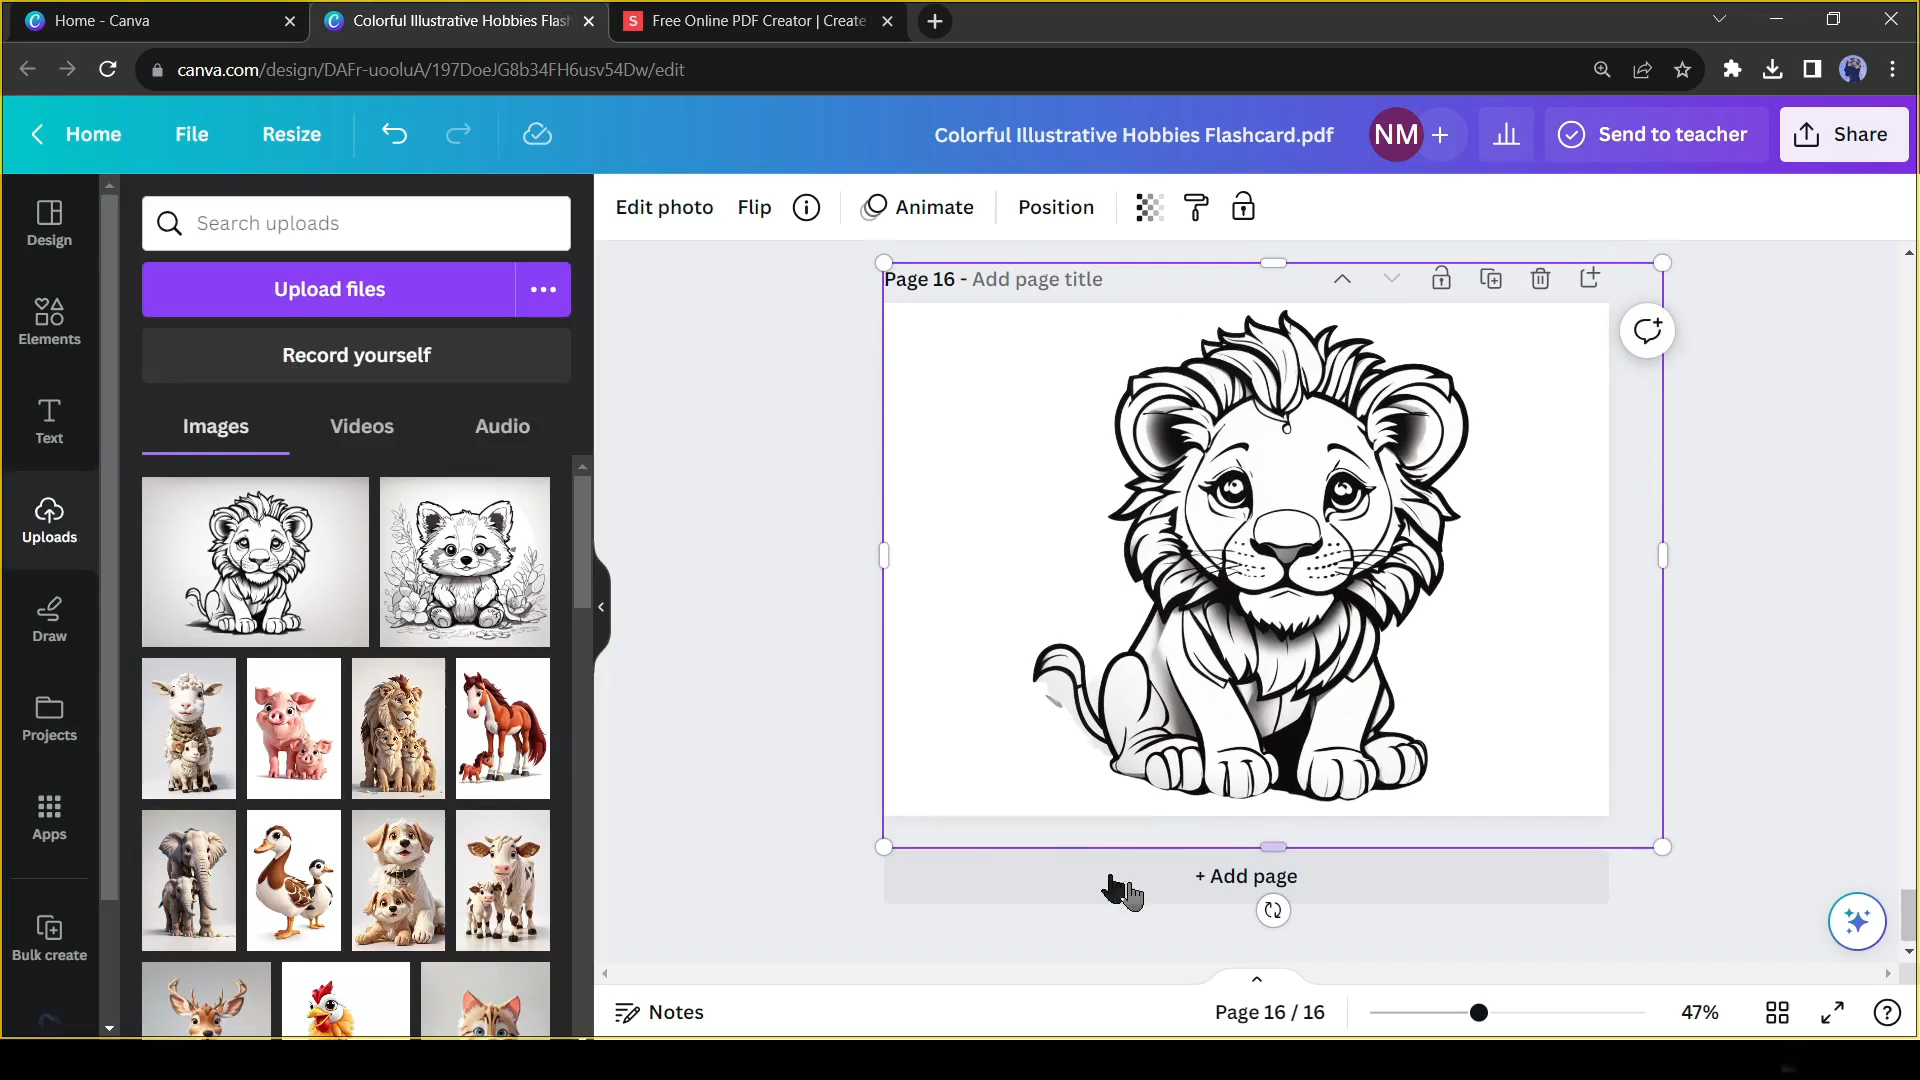 Home - Canva
Colorful Illustrative Hobbies Flash
Free Online PDF Creator | Create
canva.com/design/DAFr-uooluA/197DoeJG8b34FH6usv54Dw/edit
Home
File
Resize
Colorful Illustrative Hobbies Flashcard.pdf
NM
Send to teacher
Share
Design
Elements
Text
Uploads
Draw
Projects
Apps
Bulk create
Search uploads
Upload files
Record yourself
Images
Videos
Audio
Edit photo
Flip
Animate
Position
Page 16 - Add page title
+ Add page
Notes
Page 16 / 16
47%